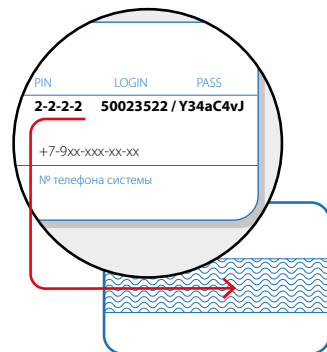 PIN LOGIN PASS
2-2-2-2 50023522 / Y34aC4vJ
+7-9xx-xxx-xx-xx
№ телефона системы